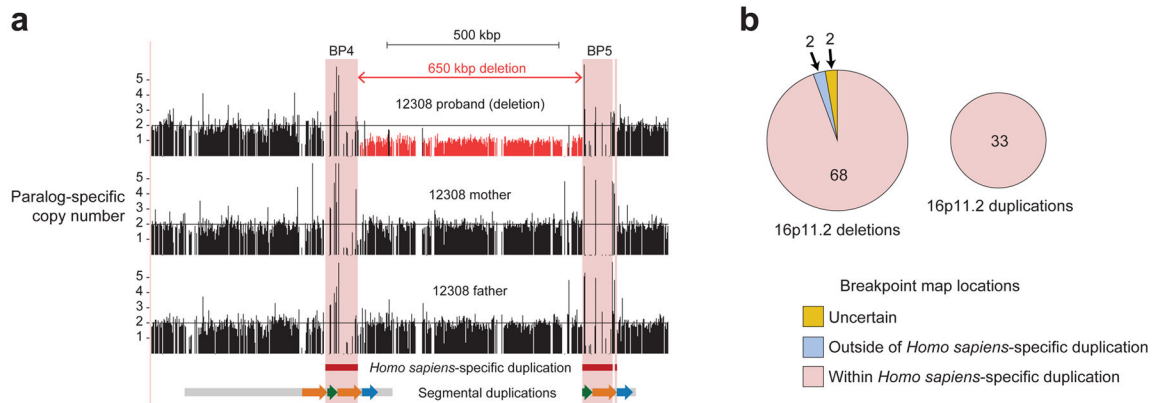 a
500 kbp
BP4
BP5
650 kbp deletion
12308 proband (deletion)
5
4
3
2
1
Paralog-specific
copy number
12308 mother
5
4
3
2
1
12308 father
5
4
3
2
1
Homo sapiens-specific duplication
Segmental duplications
b
2
2
68
33
16p11.2 deletions
16p11.2 duplications
Breakpoint map locations
Uncertain
Outside of Homo sapiens-specific duplication
Within Homo sapiens-specific duplication